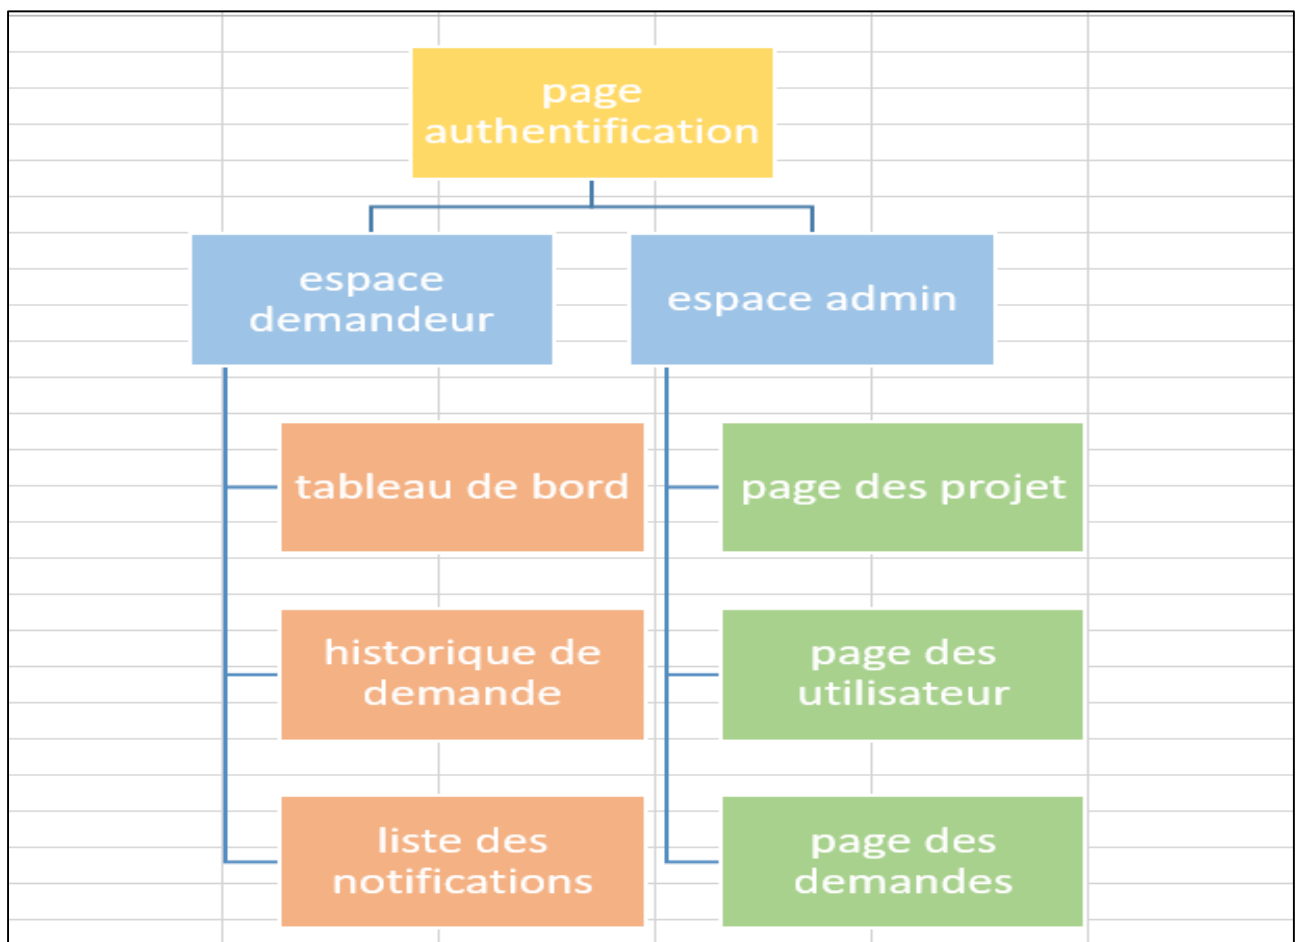 page
authentification
espace
demandeur
espace admin
tableau de bord
page des projet
historique de
demande
page des
utilisateur
liste des
notifications
page des
demandes